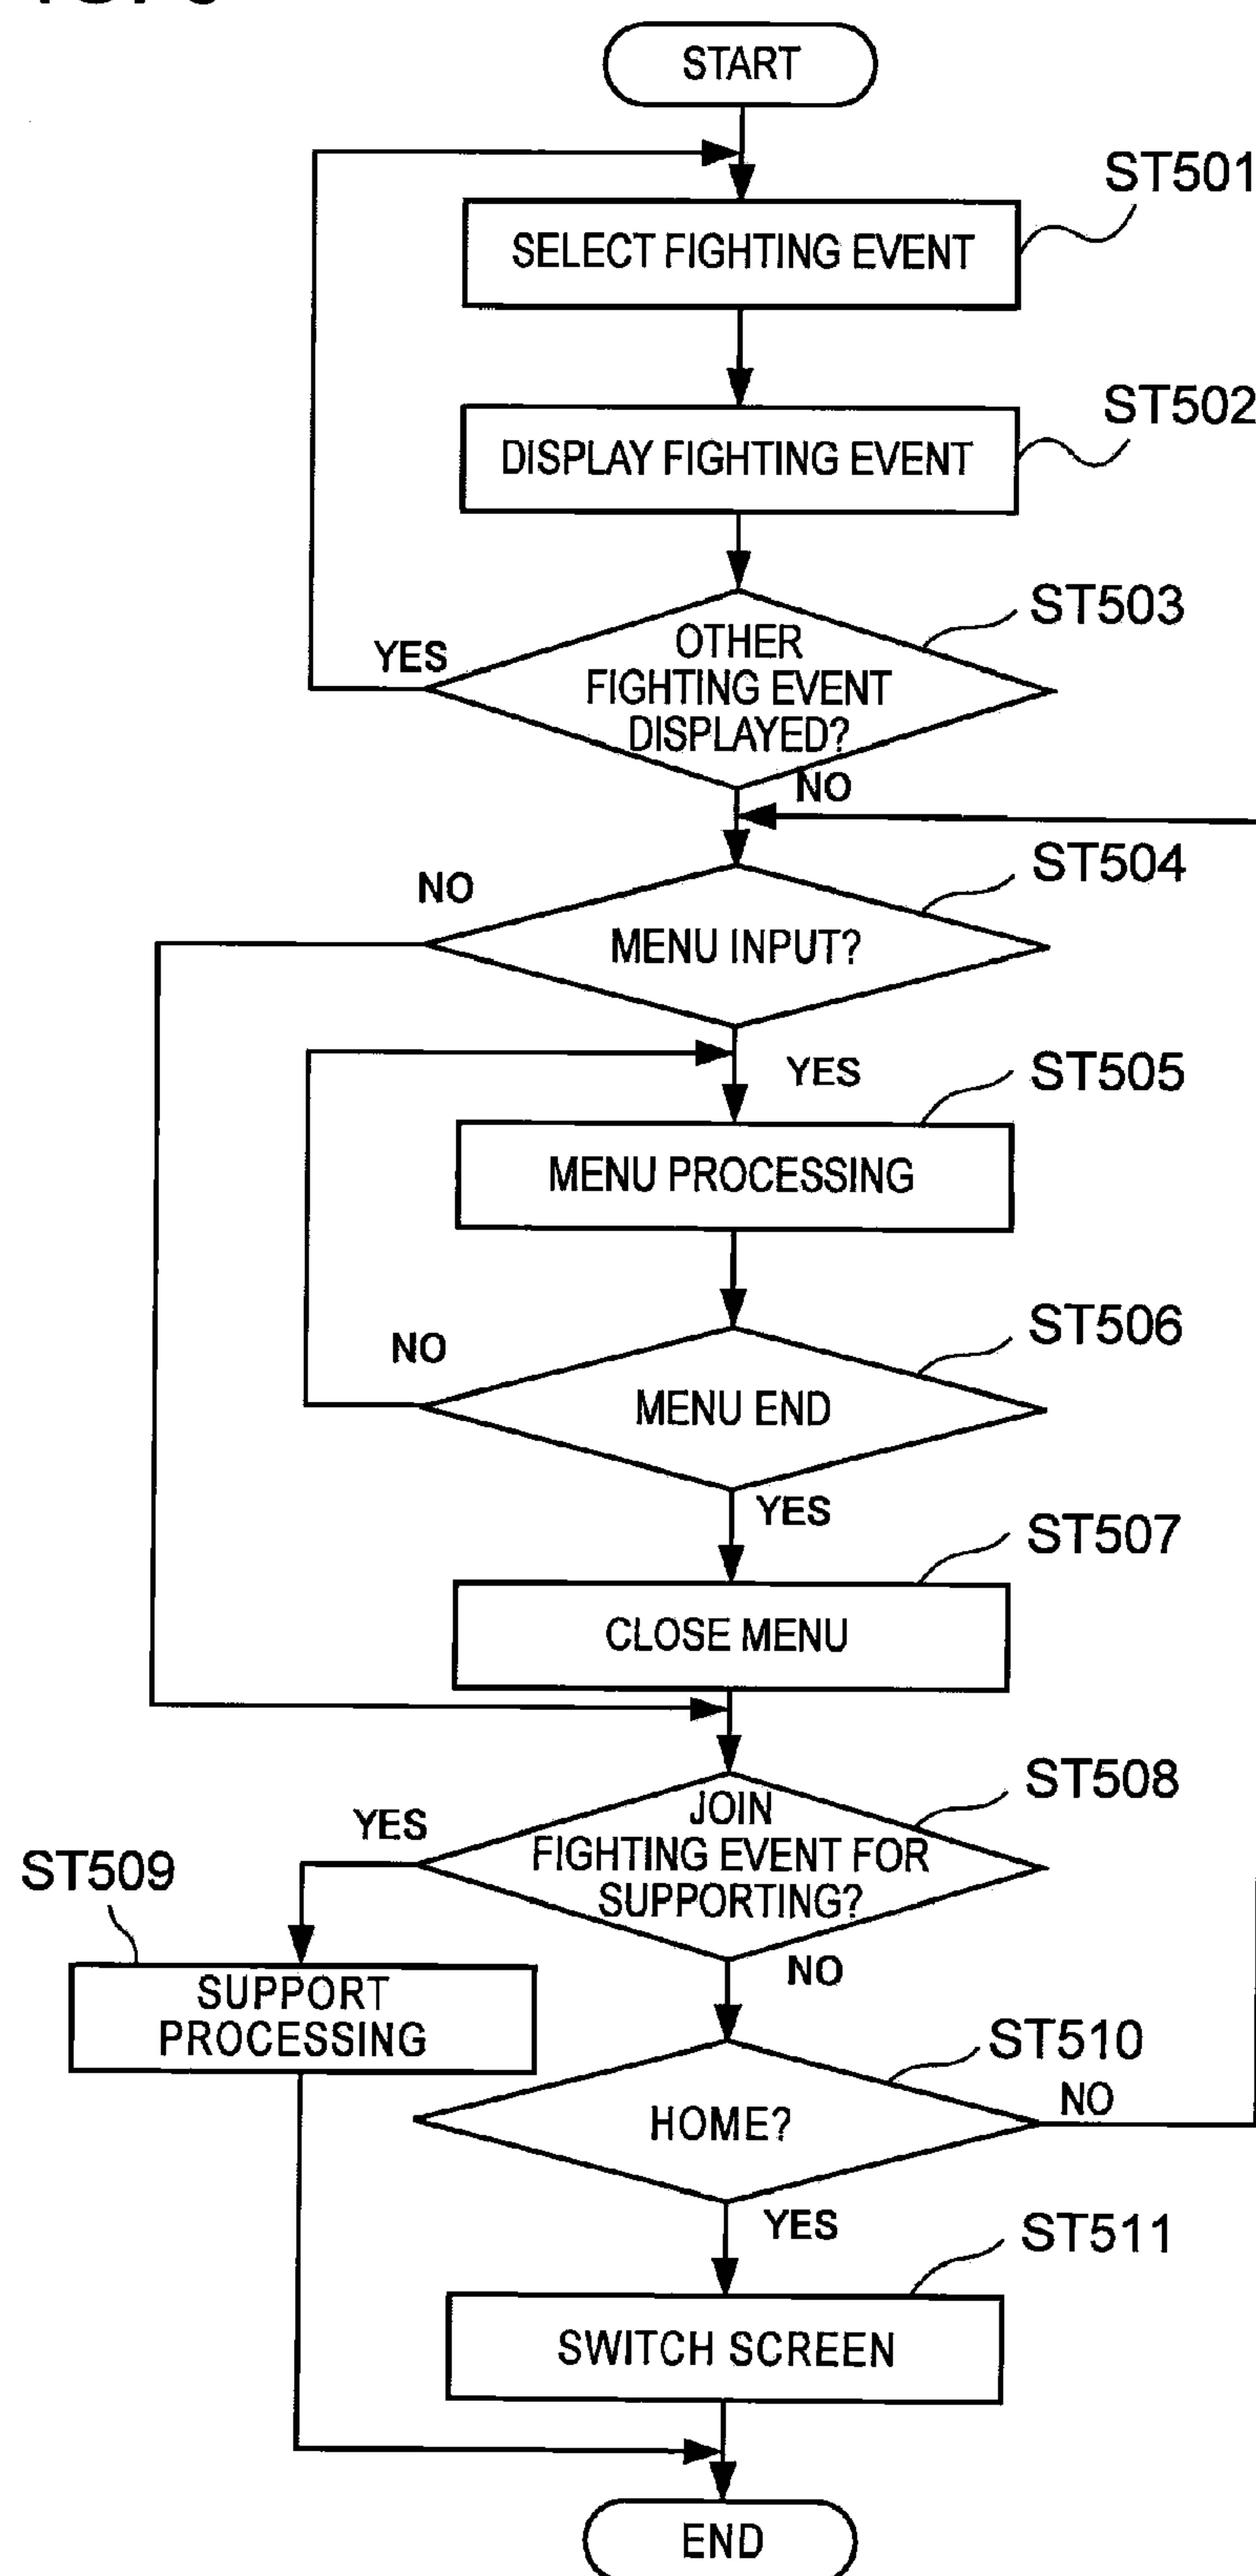 START
ST501
SELECT FIGHTING EVENT
ST502
DISPLAY FIGHTING EVENT
ST503
YES
OTHER
FIGHTING EVENT
DISPLAYED?
NO
ST504
NO
MENU INPUT?
YES
ST505
MENU PROCESSING
ST506
NO
MENU END
YES
ST507
CLOSE MENU
ST508
YES
JOIN
FIGHTING EVENT FOR
SUPPORTING?
ST509
NO
SUPPORT
PROCESSING
ST510
NO
HOME?
YES
ST511
SWITCH SCREEN
END